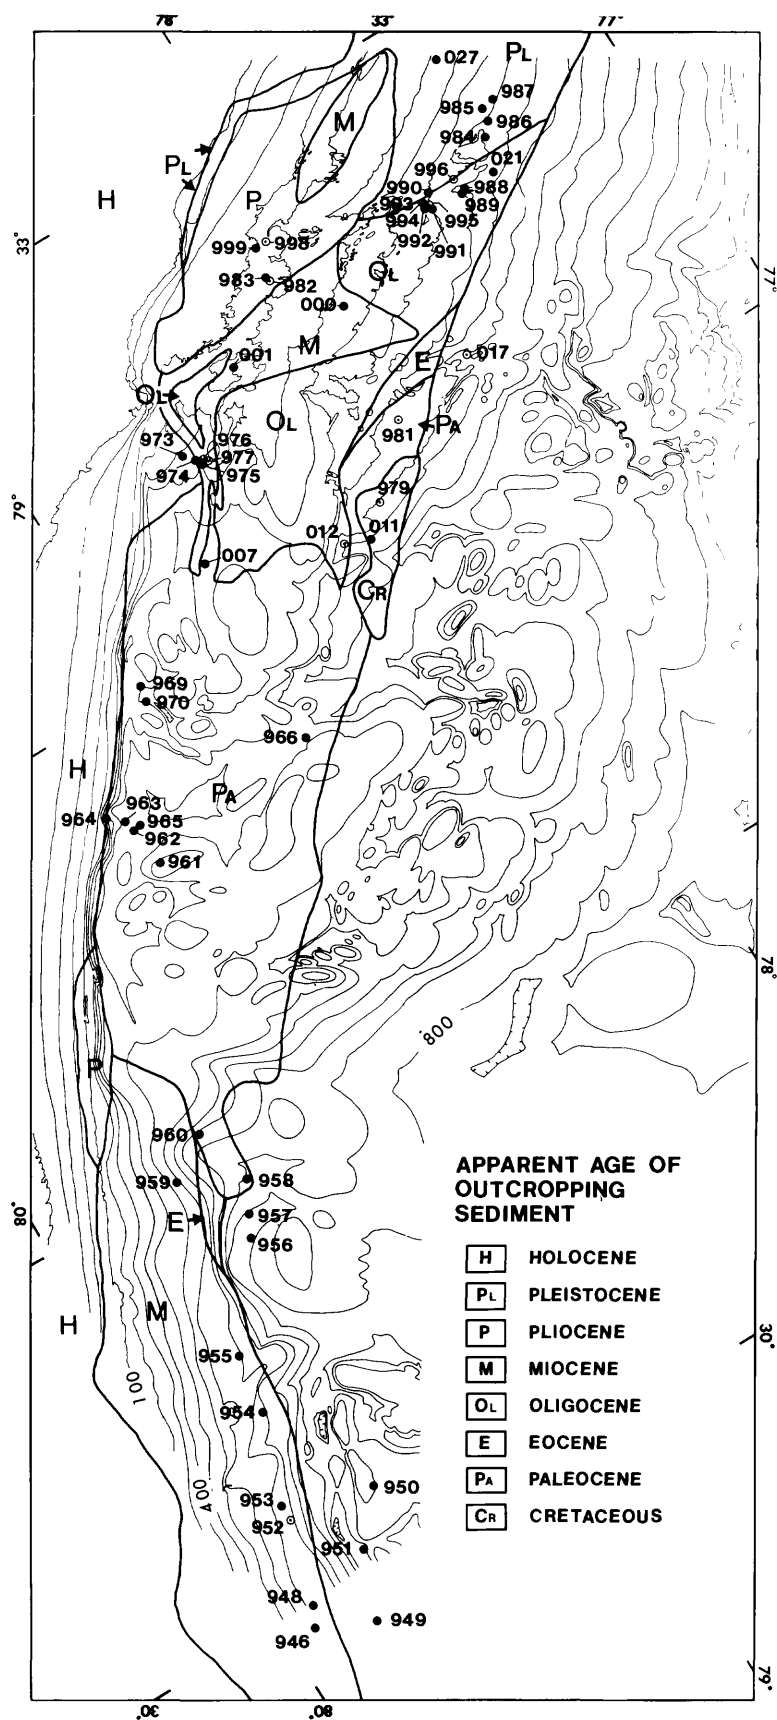 78°
33°
77°
PL
027
987
985
986
984
M
021
996
PL
988
990
989
H
P
993
994
995
992
991
999
998
33°
OL
77°
983
982
000
M
001
E
017
OL
OL
PA
981
973
976
977
974
975
979
79°
012
011
007
CR
969
970
966
H
PA
963
964
965
962
961
78°
800
P
960
959
958
957
E
956
80°
APPARENT AGE OF
OUTCROPPING
SEDIMENT
H HOLOCENE
PL PLEISTOCENE
P PLIOCENE
M MIOCENE
OL OLIGOCENE
E EOCENE
PA PALEOCENE
CR CRETACEOUS
M
H
30°
955
100
954
950
400
953
952
951
948
949
946
79°
30°
80°